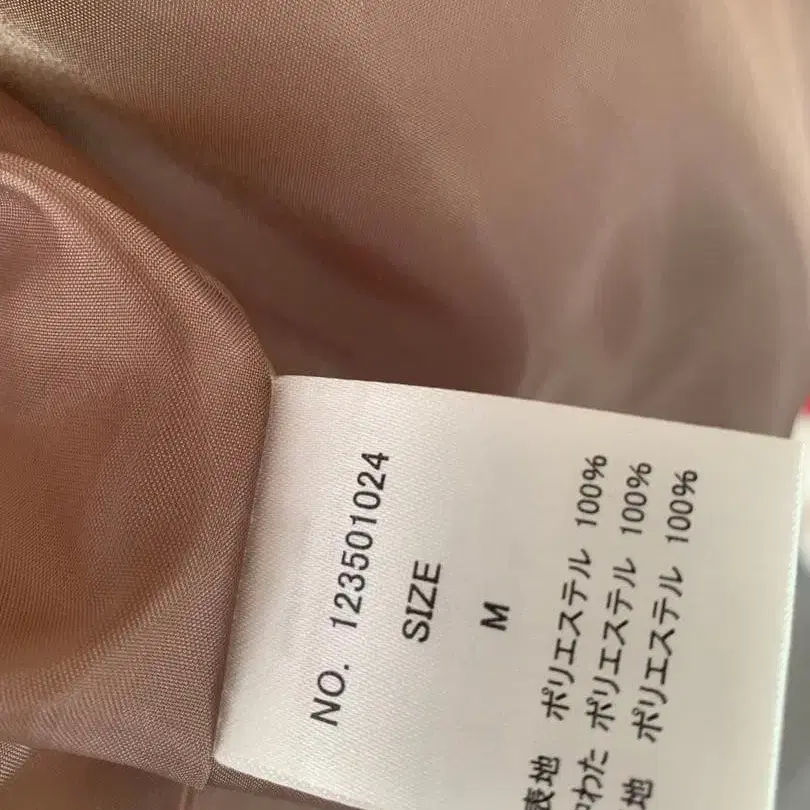 NO. 123501024
SIZE
M
表地 ポリエステル 100%
中わた ポリエステル 100%
地 ポリエステル 100%